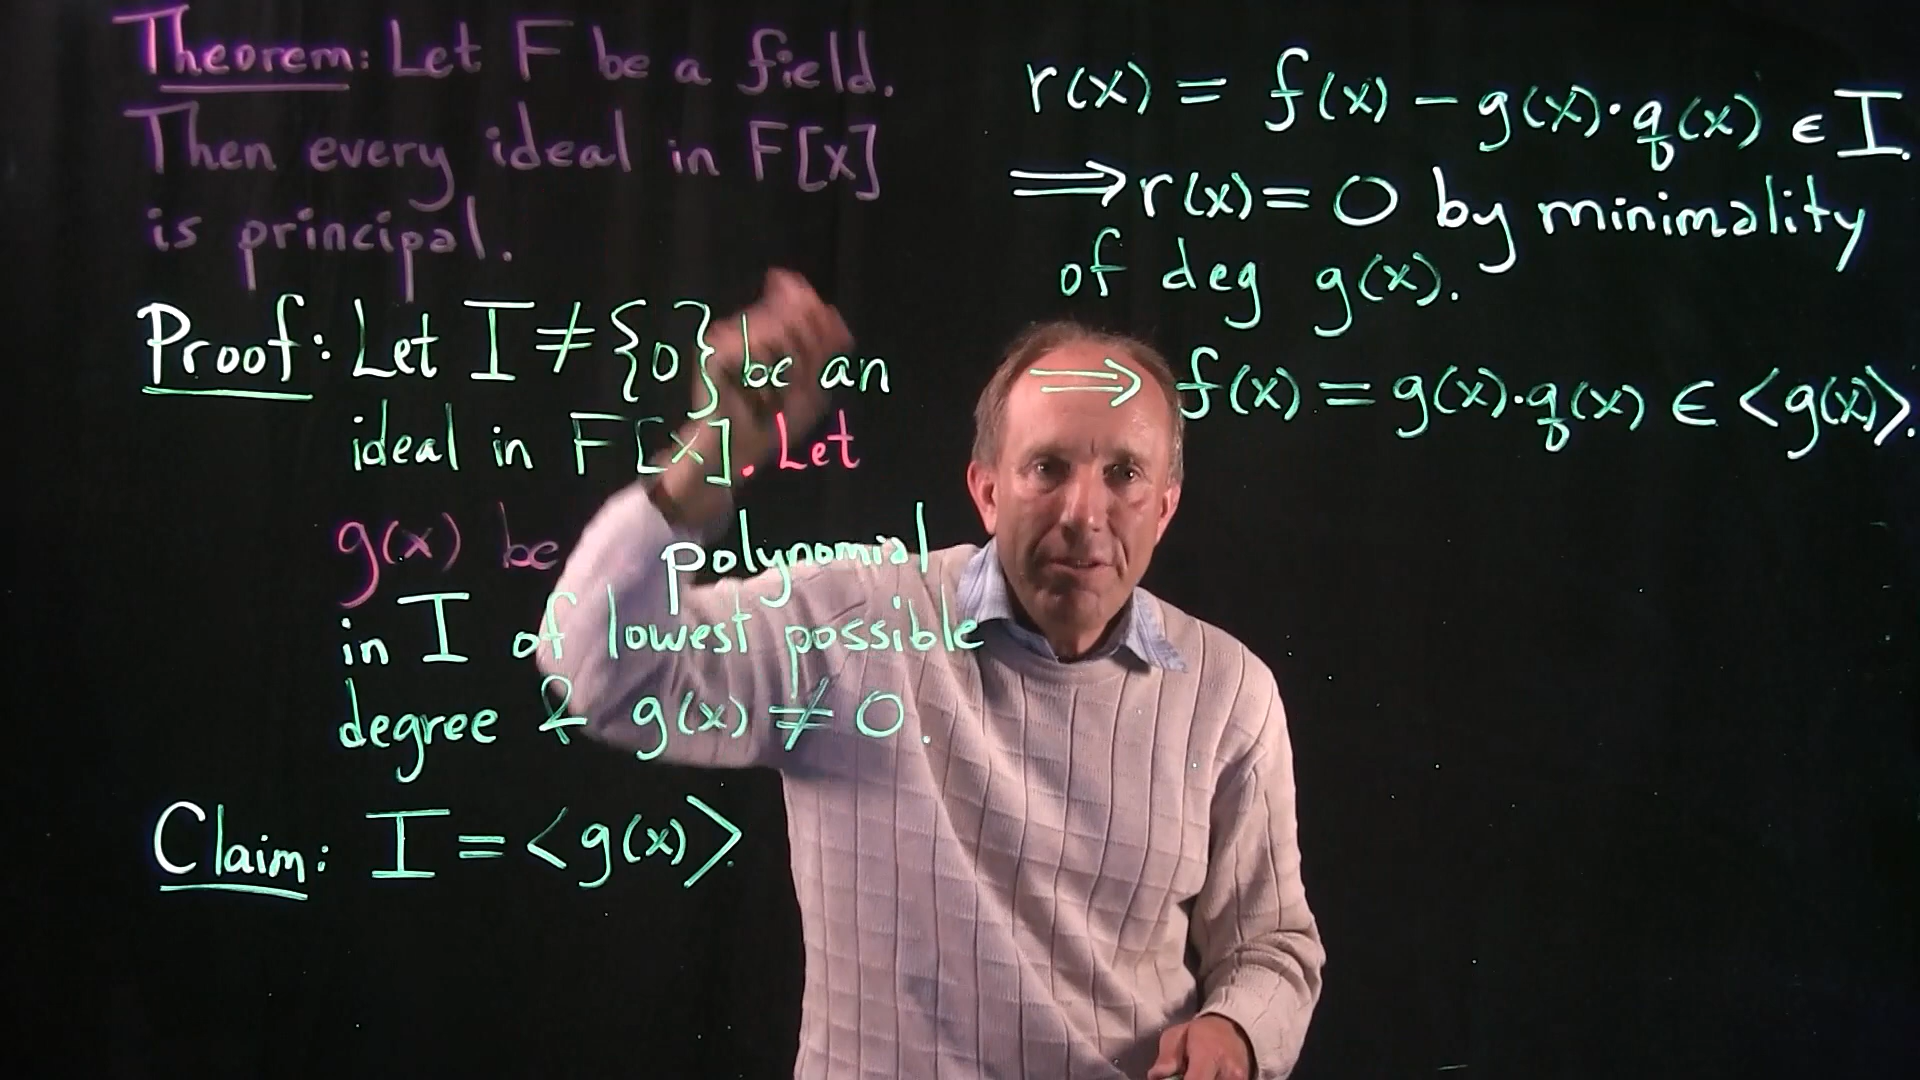 Theorem: Let F be a field.
Then every ideal in F[x]
is principal.
Proof: Let I ≠ {0} be an
ideal in F[x]. Let
g(x) be polynomial
in I of lowest possible
degree & g(x) ≠ 0.
Claim: I = <g(x)>.
r(x) = f(x) - g(x)·q(x) ∈ I.
⟹ r(x) = 0 by minimality
of deg g(x).
⟹ f(x) = g(x)·q(x) ∈ <g(x)>.